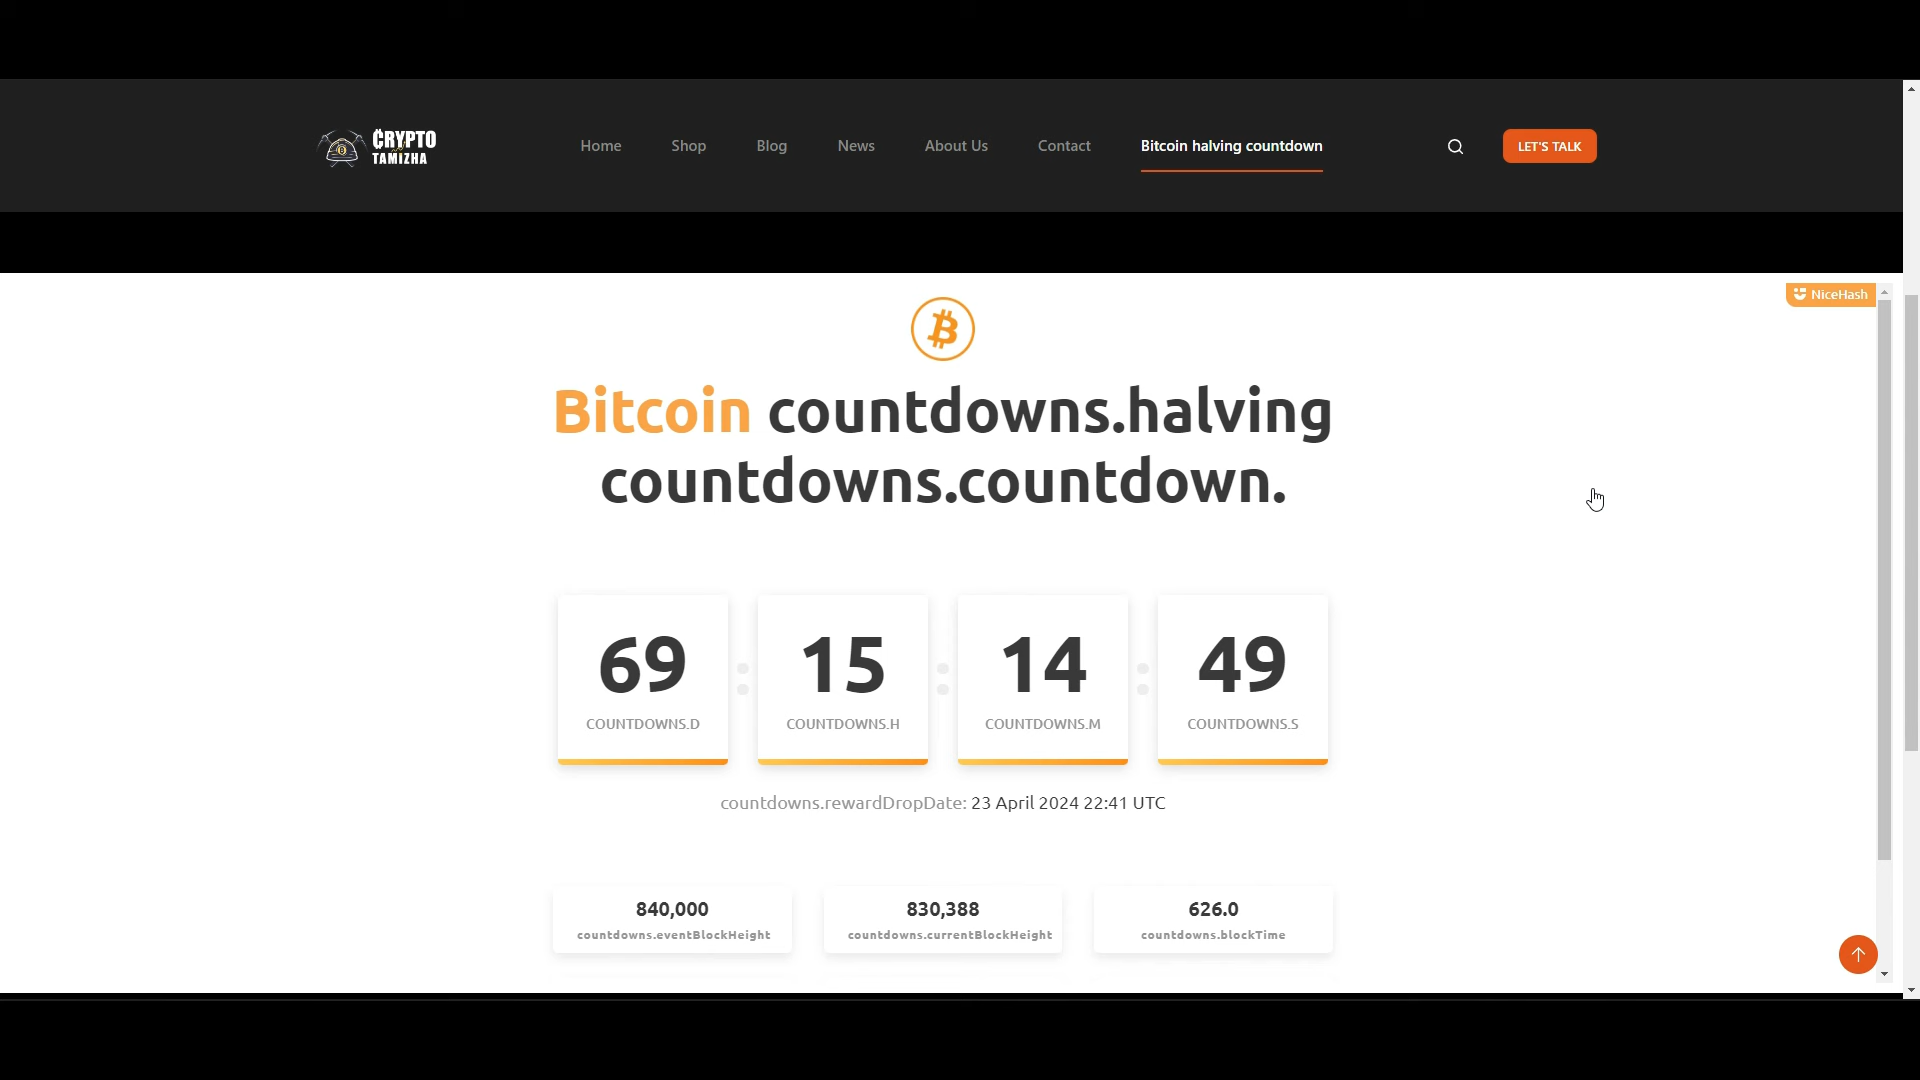 CRYPTO
TAMIZHA
Home Shop Blog News About Us Contact Bitcoin halving countdown LET'S TALK
NiceHash
Bitcoin countdowns.halving
countdowns.countdown.
69 : 15 : 14 : 49
COUNTDOWNS.D COUNTDOWNS.H COUNTDOWNS.M COUNTDOWNS.S
countdowns.rewardDropDate: 23 April 2024 22:41 UTC
840,000 830,388 626.0
countdowns.eventBlockHeight countdowns.currentBlockHeight countdowns.blockTime